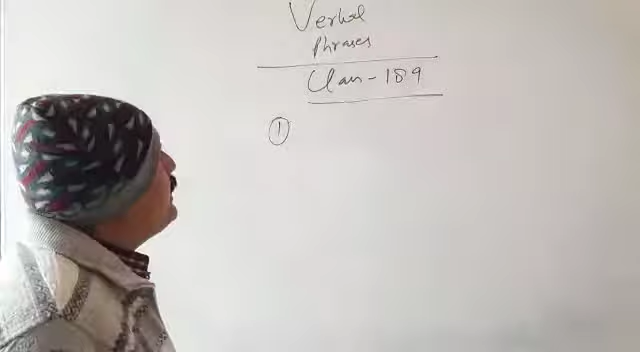 Verbal
Phrases
Class - 189
①